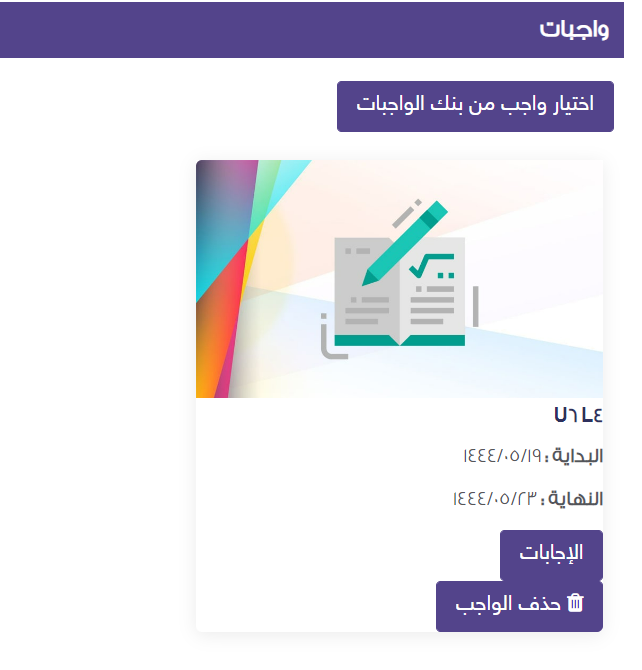 واجبات
اختيار واجب من بنك الواجبات
U٦ L٤
البداية : ١٤٤٤/٠٥/١٩
النهاية : ١٤٤٤/٠٥/٢٣
الإجابات
حذف الواجب